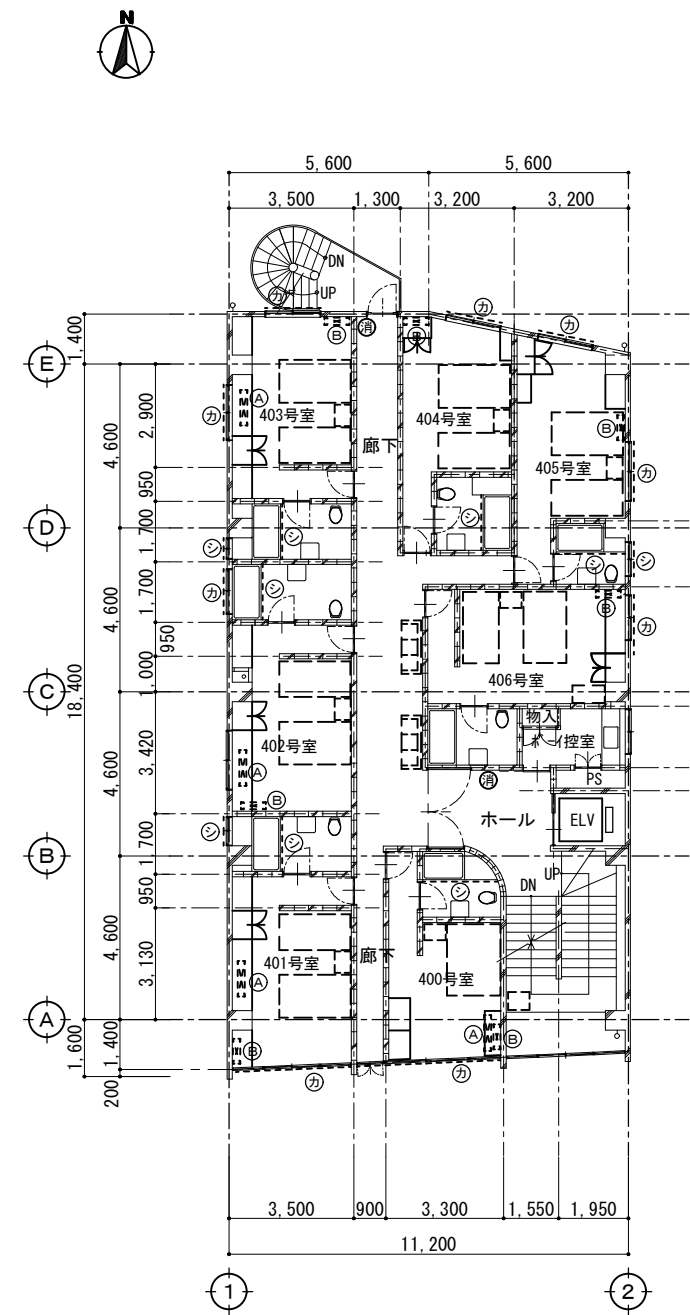 N
5,600 5,600
3,500 1,300 3,200 3,200
DN
UP
カ
カ
カ
消
B
B
E
1,400
A
403号室
404号室
B
405号室
カ
カ
2,900
4,600
廊下
950
D
シ
シ
シ
シ
シ
1,700
カ
シ
B
カ
1,700
4,600
950
406号室
C
1,000
18,400
物入
402号室
ボーイ控室
3,420
A
消
PS
4,600
B
ホール
ELV
シ
シ
B
1,700
UP
DN
シ
950
4,600
401号室
廊下
400号室
3,130
A
A
A
B
B
1,600
1,400
カ
カ
200
3,500 900 3,300 1,550 1,950
11,200
1 2